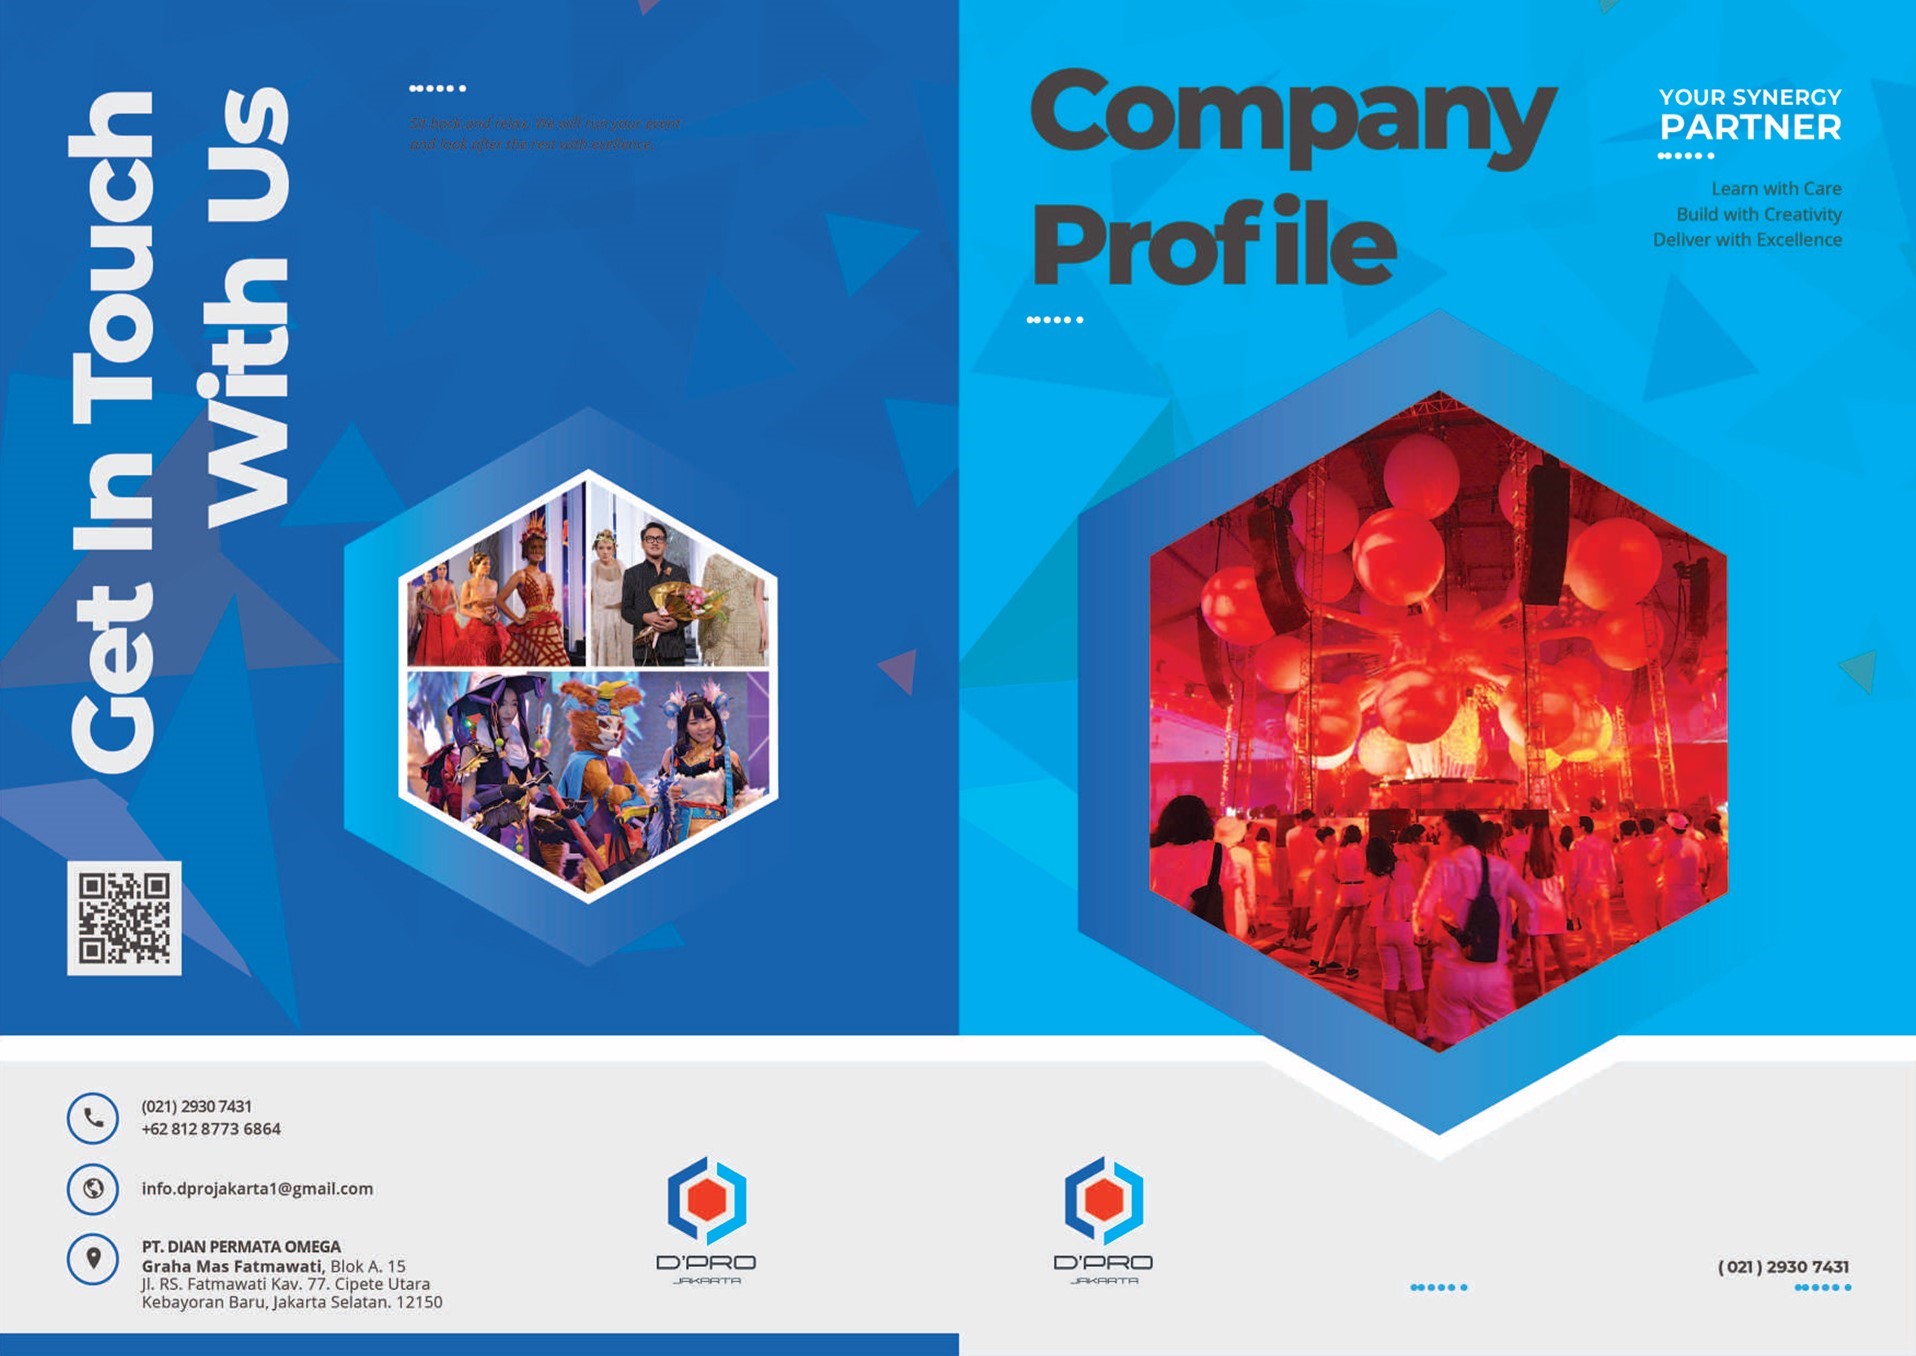 Get In Touch
With Us
Sit back and relax. We will run your event
and look after the rest with exellence.
(021) 2930 7431
+62 812 8773 6864
info.dprojakarta1@gmail.com
PT. DIAN PERMATA OMEGA
Graha Mas Fatmawati, Blok A. 15
Jl. RS. Fatmawati Kav. 77. Cipete Utara
Kebayoran Baru, Jakarta Selatan. 12150
D'PRO
JAKARTA
Company
Profile
YOUR SYNERGY
PARTNER
Learn with Care
Build with Creativity
Deliver with Excellence
D'PRO
JAKARTA
( 021 ) 2930 7431